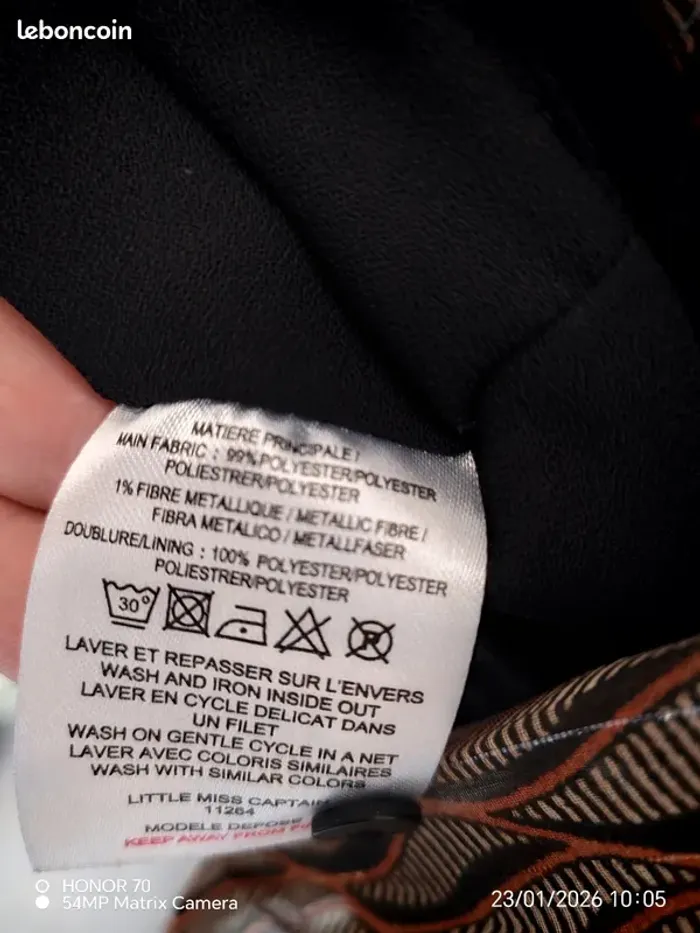 leboncoin
MATIERE PRINCIPALE/
MAIN FABRIC : 99% POLYESTER/POLYESTER
POLIESTRER/POLYESTER
1% FIBRE METALLIQUE / METALLIC FIBRE /
FIBRA METALICO / METALLFASER
DOUBLURE/LINING : 100% POLYESTER/POLYESTER
POLIESTRER/POLYESTER
30°
P
LAVER ET REPASSER SUR L'ENVERS
WASH AND IRON INSIDE OUT
LAVER EN CYCLE DELICAT DANS
UN FILET
WASH ON GENTLE CYCLE IN A NET
LAVER AVEC COLORIS SIMILAIRES
WASH WITH SIMILAR COLORS
LITTLE MISS CAPTAIN
11264
MODELE DEPOSE
KEEP AWAY FROM
HONOR 70
54MP Matrix Camera
23/01/2026 10:05